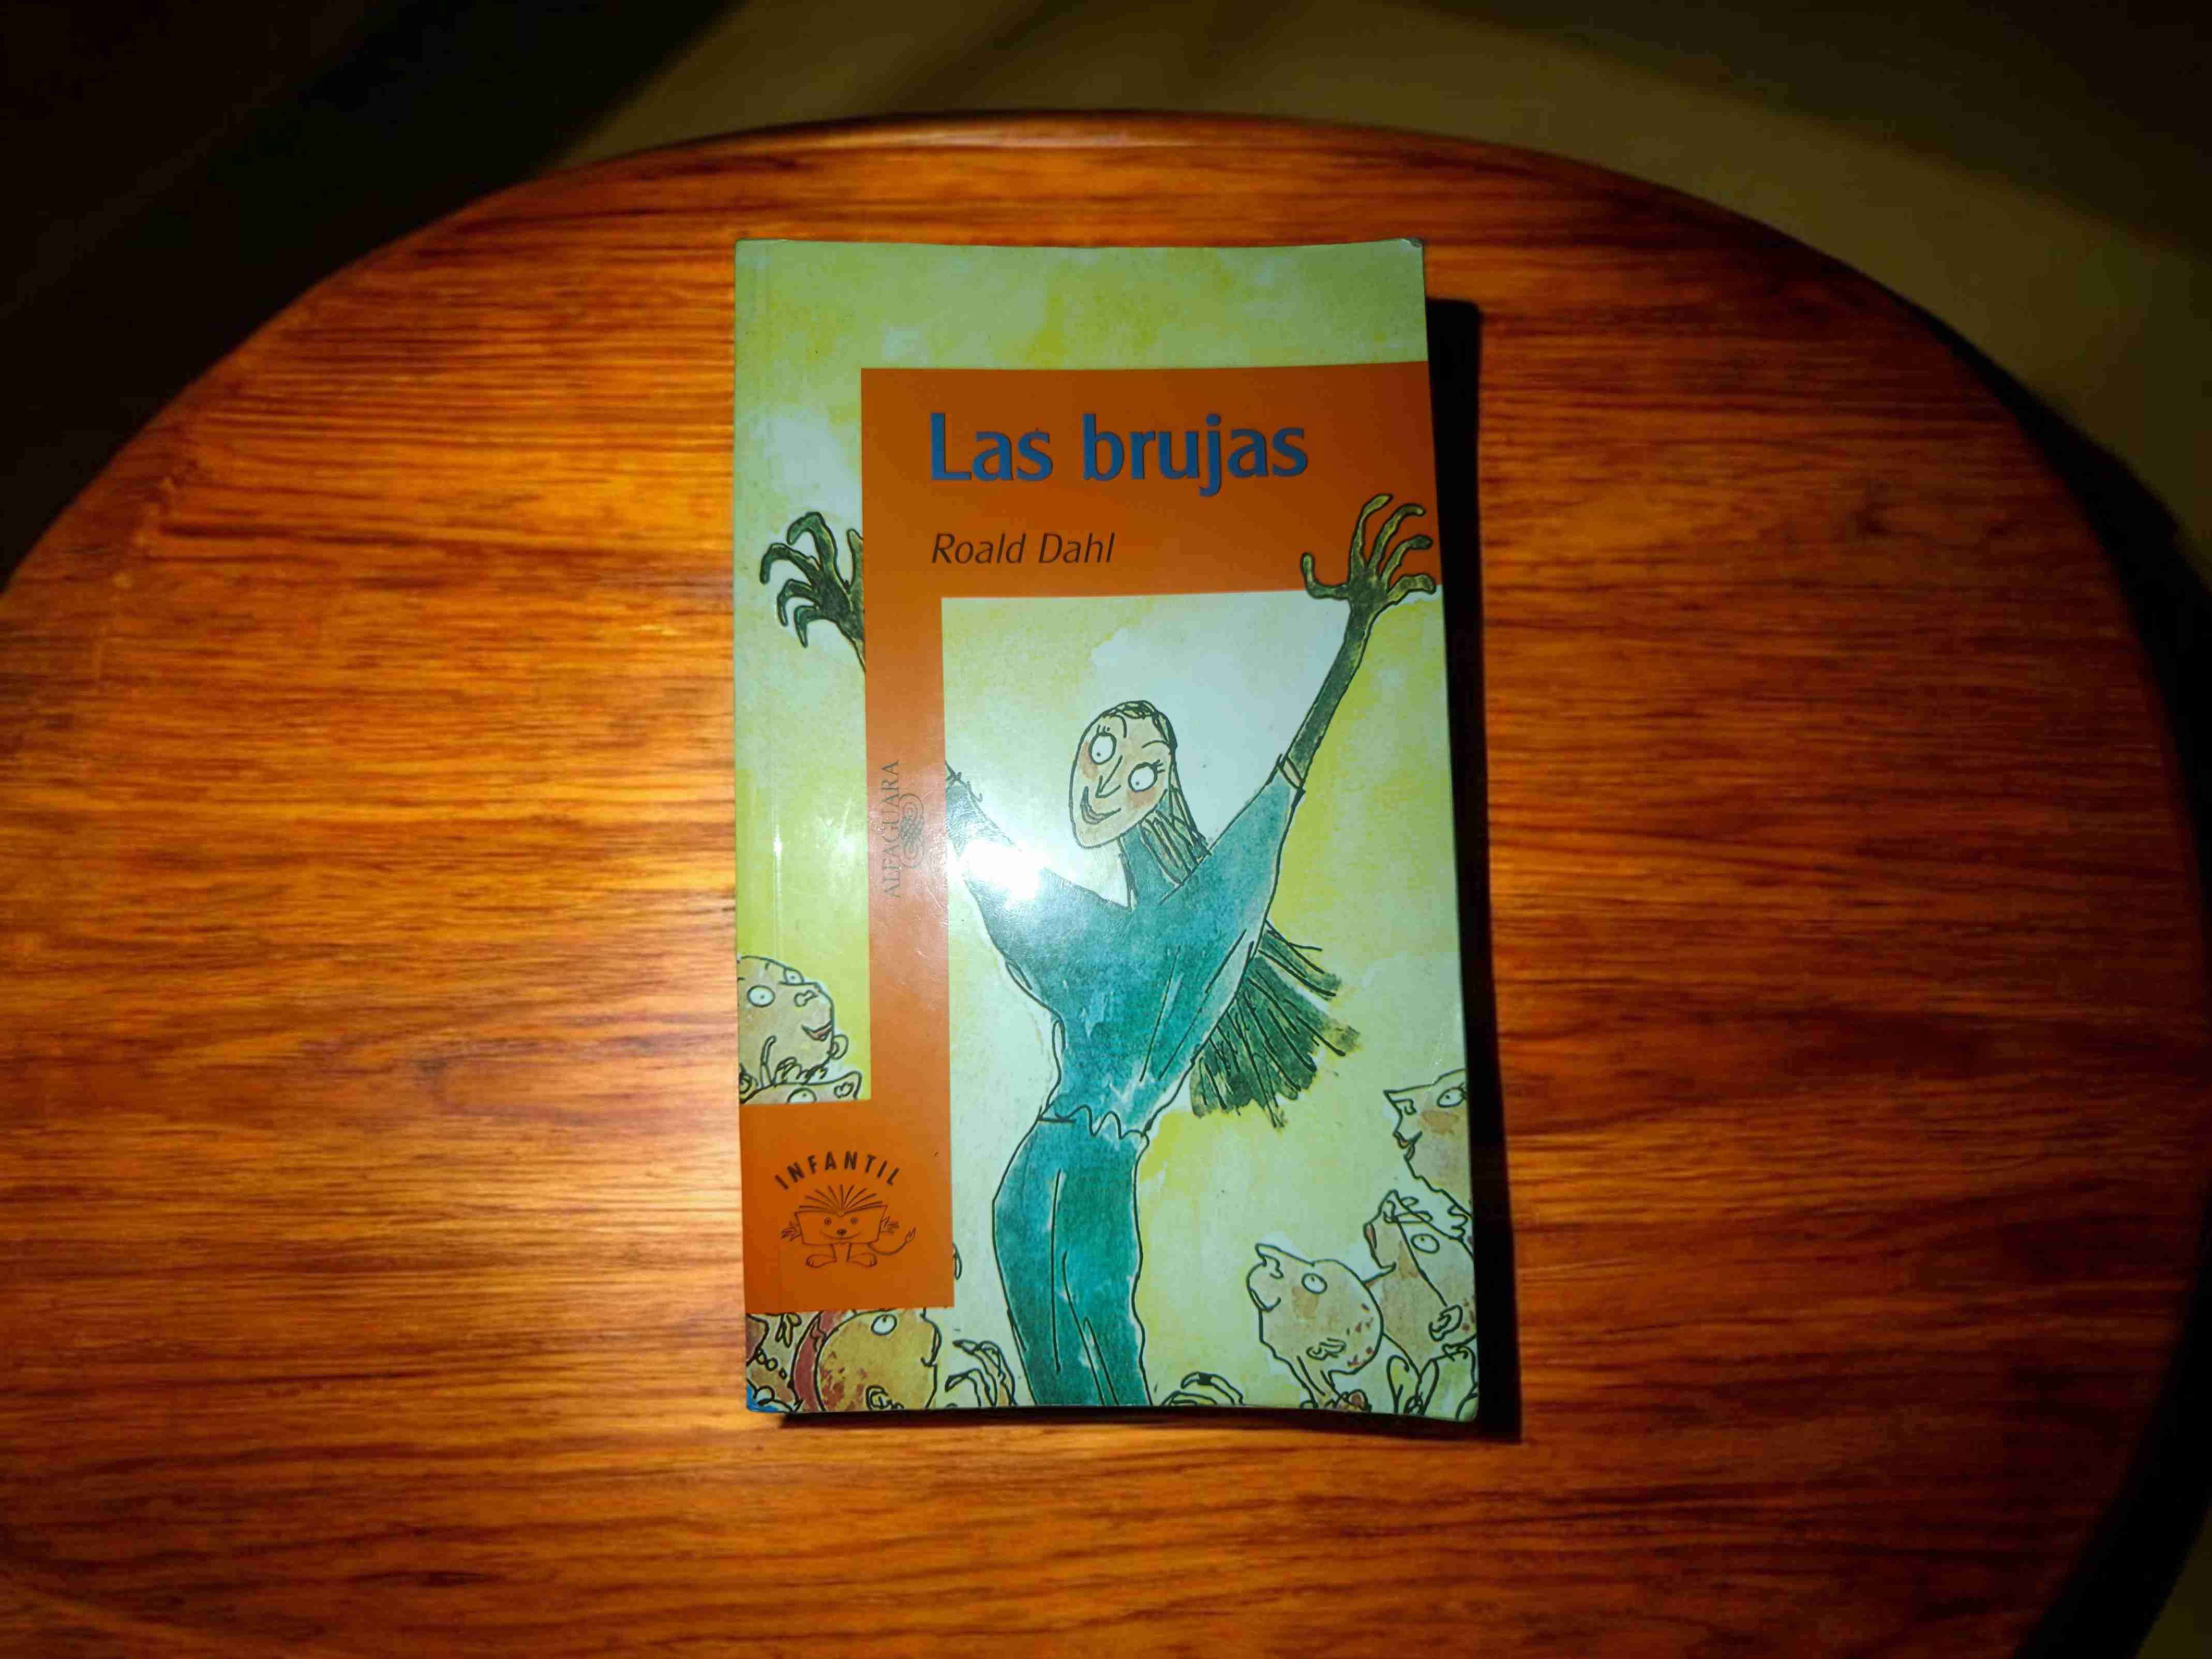 Las brujas
Roald Dahl
ALFAGUARA
INFANTIL